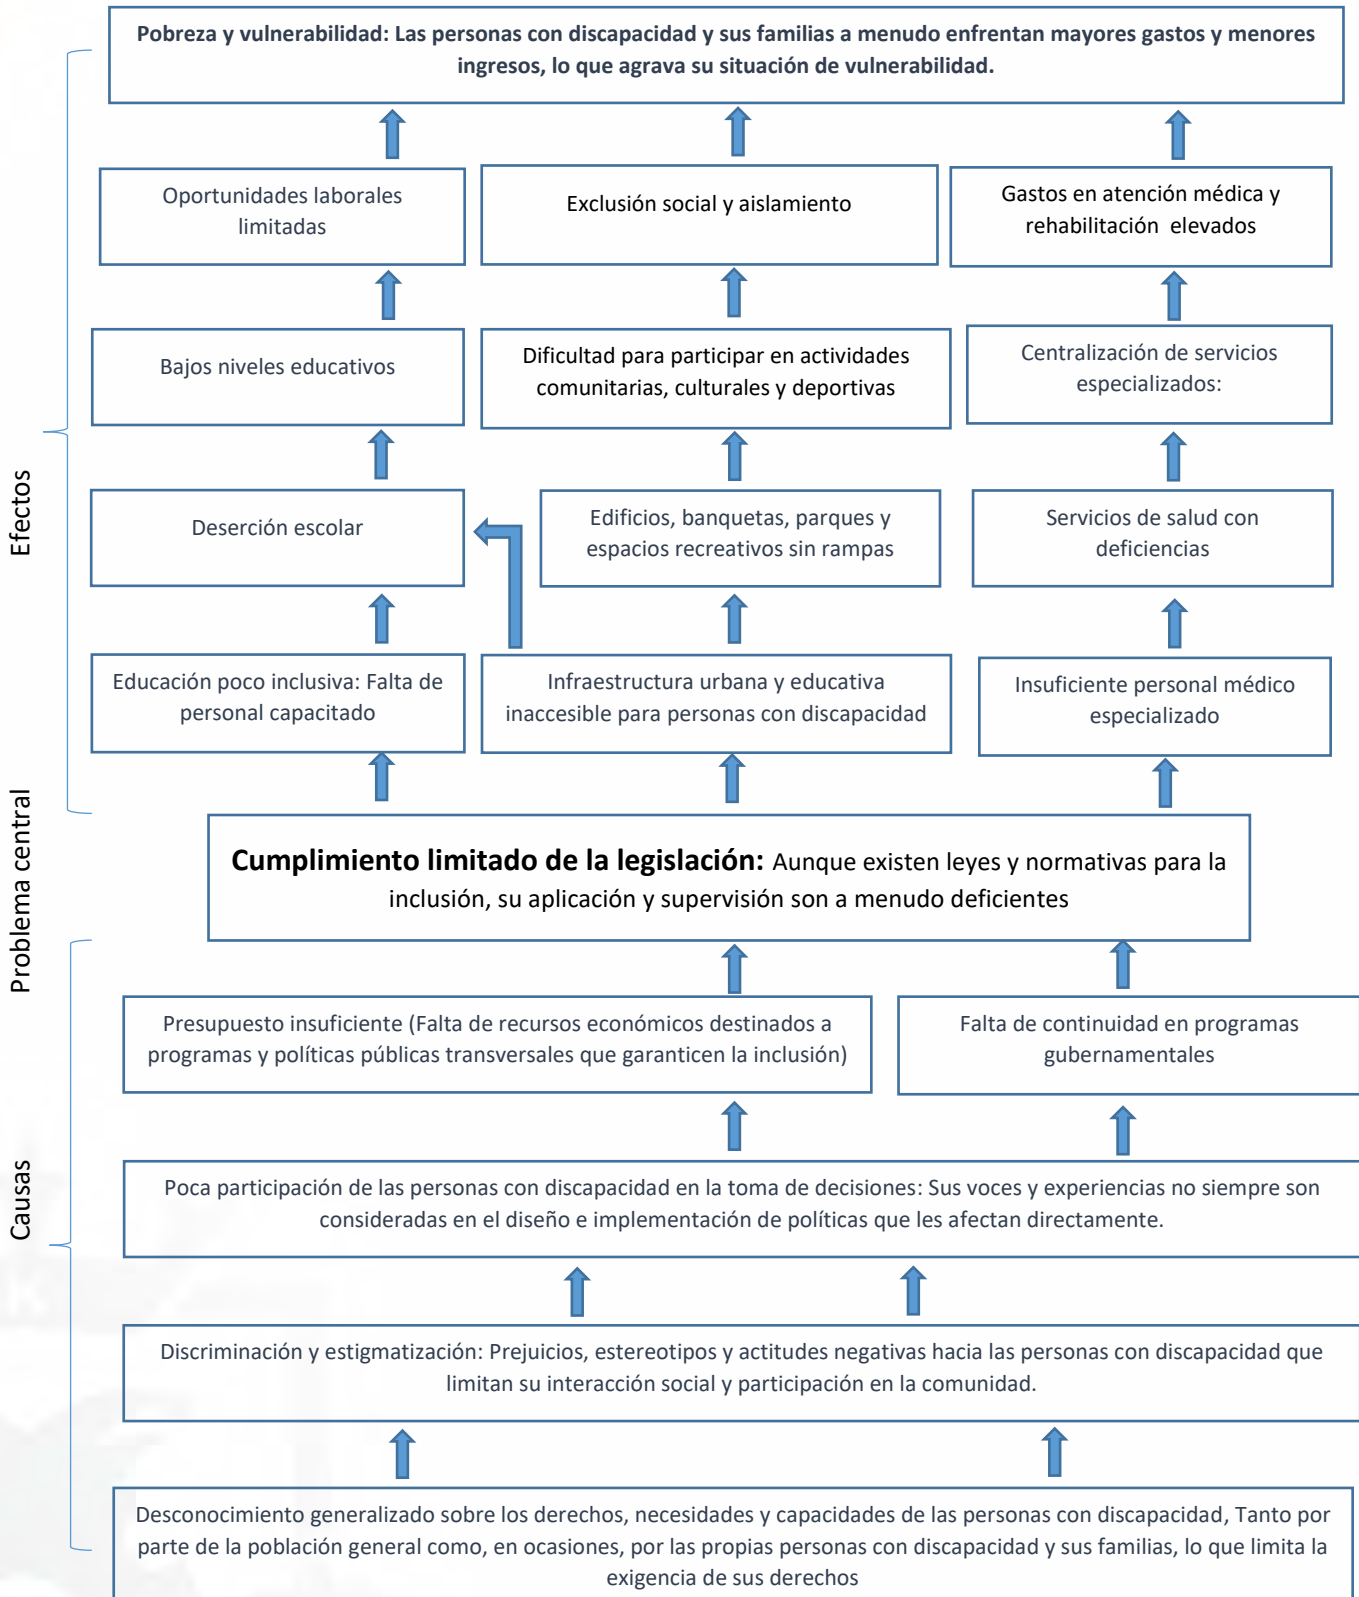 Pobreza y vulnerabilidad: Las personas con discapacidad y sus familias a menudo enfrentan mayores gastos y menores
ingresos, lo que agrava su situación de vulnerabilidad.
Oportunidades laborales
limitadas
Exclusión social y aislamiento
Gastos en atención médica y
rehabilitación elevados
Bajos niveles educativos
Dificultad para participar en actividades
comunitarias, culturales y deportivas
Centralización de servicios
especializados:
Efectos
Deserción escolar
Edificios, banquetas, parques y
espacios recreativos sin rampas
Servicios de salud con
deficiencias
Educación poco inclusiva: Falta de
personal capacitado
Infraestructura urbana y educativa
inaccesible para personas con discapacidad
Insuficiente personal médico
especializado
Problema central
Cumplimiento limitado de la legislación: Aunque existen leyes y normativas para la
inclusión, su aplicación y supervisión son a menudo deficientes
Presupuesto insuficiente (Falta de recursos económicos destinados a
programas y políticas públicas transversales que garanticen la inclusión)
Falta de continuidad en programas
gubernamentales
Causas
Poca participación de las personas con discapacidad en la toma de decisiones: Sus voces y experiencias no siempre son
consideradas en el diseño e implementación de políticas que les afectan directamente.
Discriminación y estigmatización: Prejuicios, estereotipos y actitudes negativas hacia las personas con discapacidad que
limitan su interacción social y participación en la comunidad.
Desconocimiento generalizado sobre los derechos, necesidades y capacidades de las personas con discapacidad, Tanto por
parte de la población general como, en ocasiones, por las propias personas con discapacidad y sus familias, lo que limita la
exigencia de sus derechos